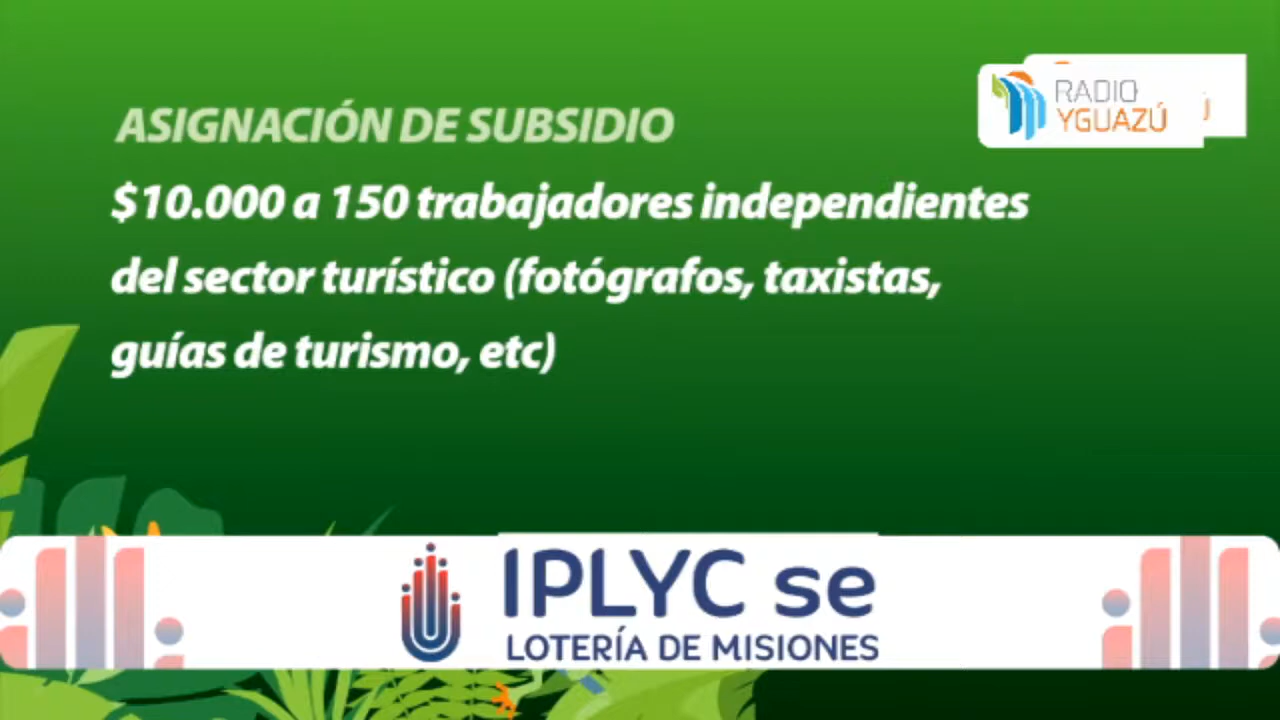 ASIGNACIÓN DE SUBSIDIO
RADIO
YGUAZÚ
$10.000 a 150 trabajadores independientes
del sector turístico (fotógrafos, taxistas,
guías de turismo, etc)
IPLYC se
LOTERÍA DE MISIONES